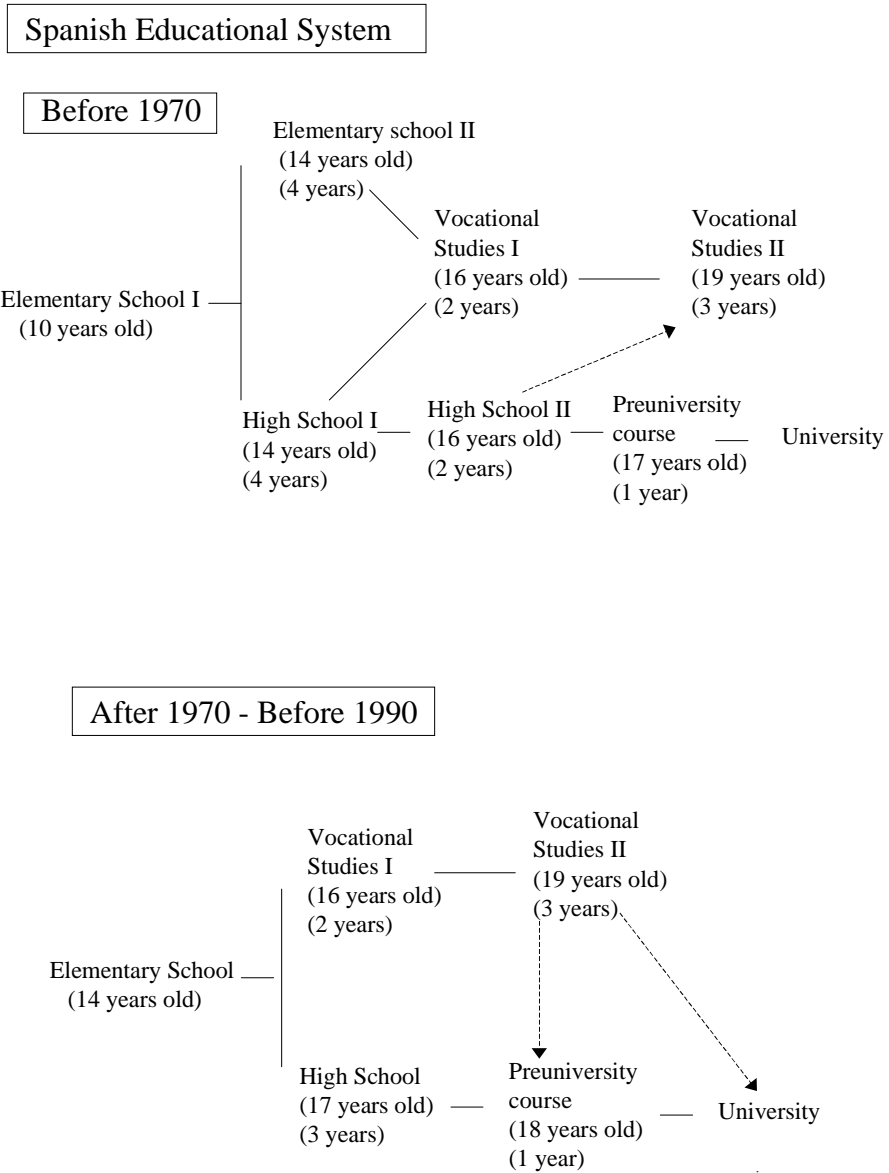 Spanish Educational System
Before 1970
Elementary school II
(14 years old)
(4 years)
Vocational
Studies I
(16 years old)
(2 years)
Vocational
Studies II
(19 years old)
(3 years)
Elementary School I
(10 years old)
High School I
(14 years old)
(4 years)
High School II
(16 years old)
(2 years)
Preuniversity
course
(17 years old)
(1 year)
University
After 1970 - Before 1990
Vocational
Studies I
(16 years old)
(2 years)
Vocational
Studies II
(19 years old)
(3 years)
Elementary School
(14 years old)
High School
(17 years old)
(3 years)
Preuniversity
course
(18 years old)
(1 year)
University